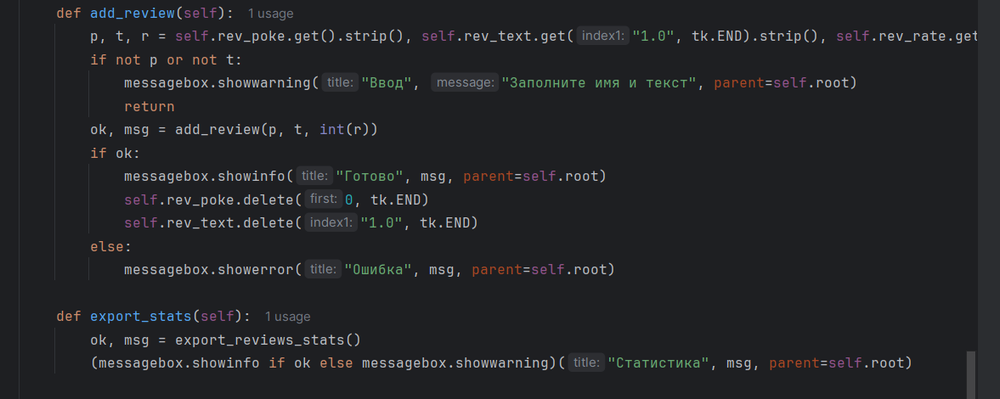 def add_review(self): 1 usage
p, t, r = self.rev_poke.get().strip(), self.rev_text.get( index1: "1.0", tk.END).strip(), self.rev_rate.get
if not p or not t:
messagebox.showwarning( title: "Ввод", message: "Заполните имя и текст", parent=self.root)
return
ok, msg = add_review(p, t, int(r))
if ok:
messagebox.showinfo( title: "Готово", msg, parent=self.root)
self.rev_poke.delete( first: 0, tk.END)
self.rev_text.delete( index1: "1.0", tk.END)
else:
messagebox.showerror( title: "Ошибка", msg, parent=self.root)
def export_stats(self): 1 usage
ok, msg = export_reviews_stats()
(messagebox.showinfo if ok else messagebox.showwarning)( title: "Статистика", msg, parent=self.root)